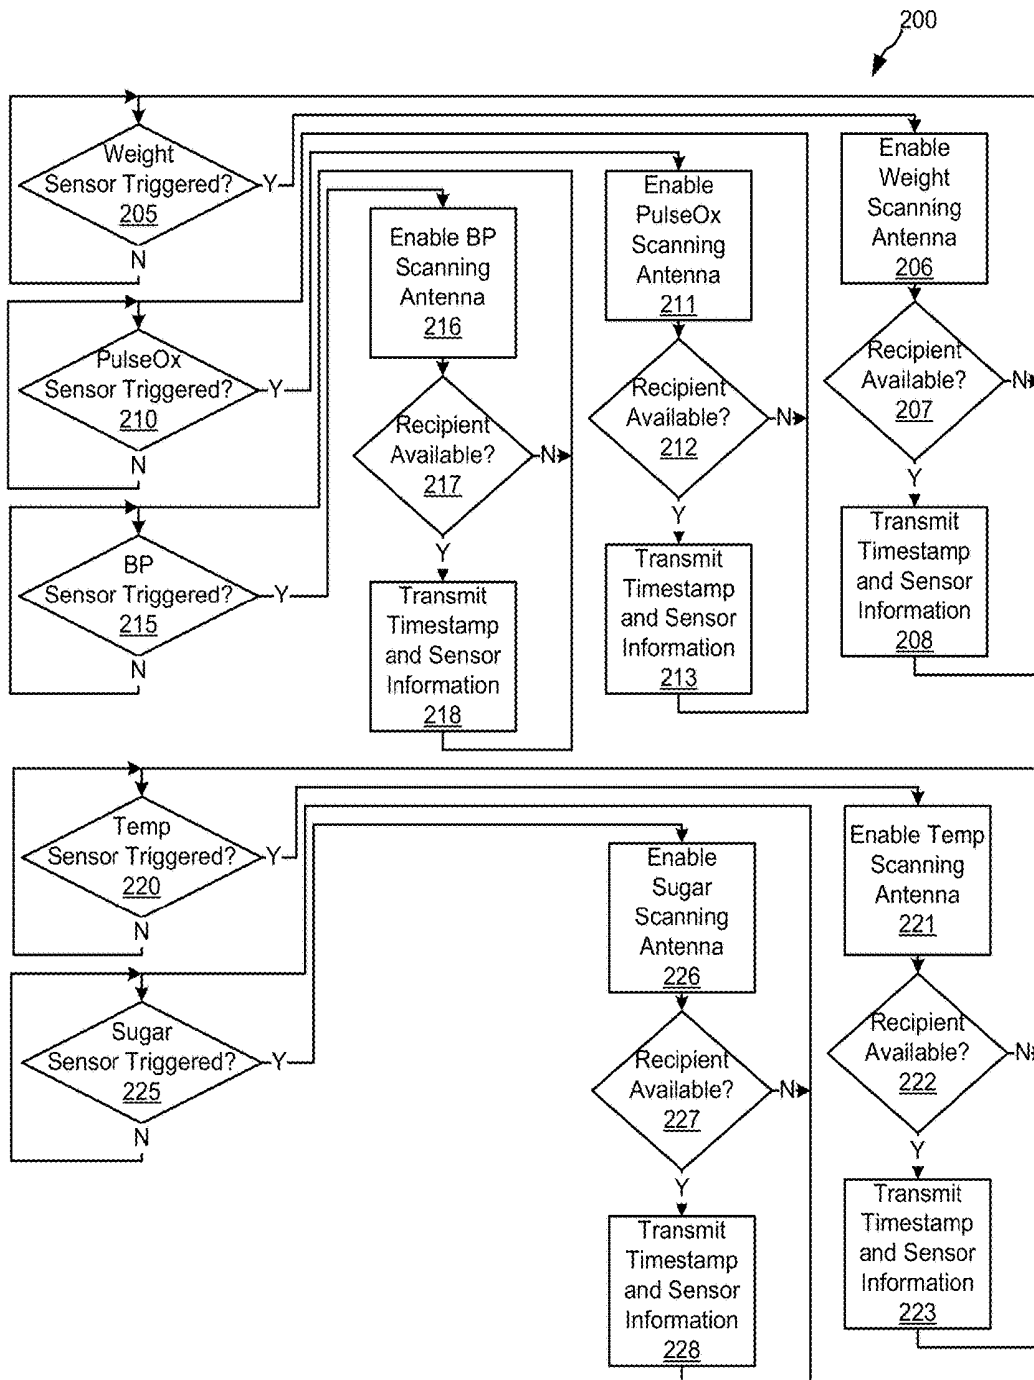 200
Weight
Sensor Triggered?
205
Y
N
PulseOx
Sensor Triggered?
210
Y
N
BP
Sensor Triggered?
215
Y
N
Enable BP
Scanning
Antenna
216
Recipient
Available?
217
N
Y
Transmit
Timestamp
and Sensor
Information
218
Enable
PulseOx
Scanning
Antenna
211
Recipient
Available?
212
N
Y
Transmit
Timestamp
and Sensor
Information
213
Enable
Weight
Scanning
Antenna
206
Recipient
Available?
207
N
Y
Transmit
Timestamp
and Sensor
Information
208
Temp
Sensor Triggered?
220
Y
N
Sugar
Sensor Triggered?
225
Y
N
Enable
Sugar
Scanning
Antenna
226
Recipient
Available?
227
N
Y
Transmit
Timestamp
and Sensor
Information
228
Enable Temp
Scanning
Antenna
221
Recipient
Available?
222
N
Y
Transmit
Timestamp
and Sensor
Information
223